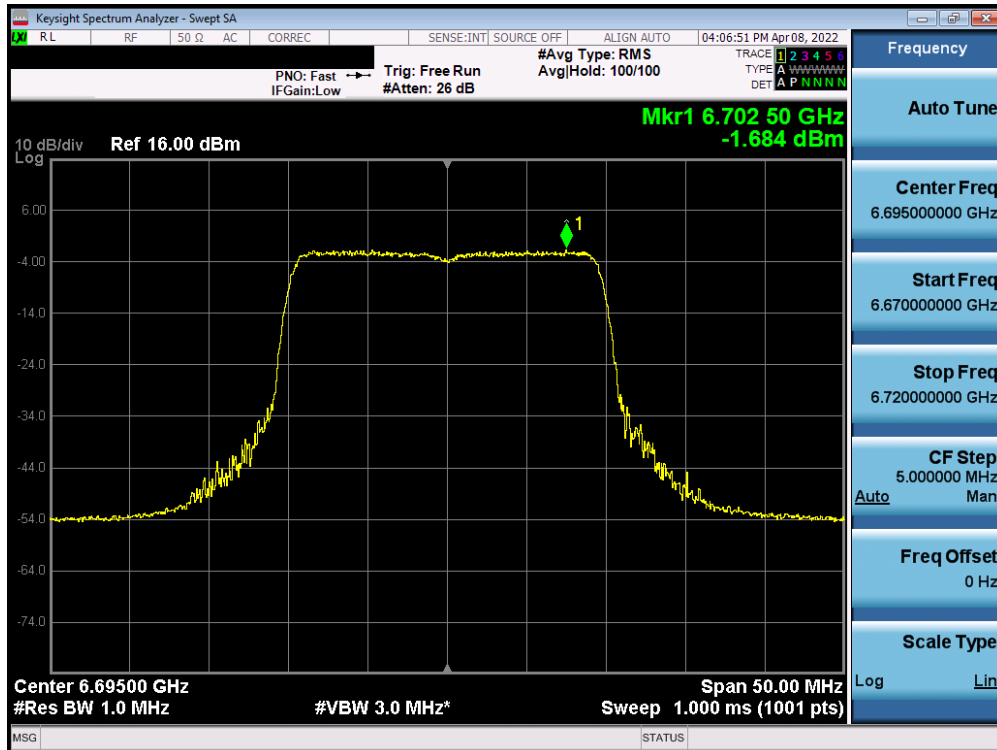 Keysight Spectrum Analyzer - Swept SA
LXI RL RF 50 Ω AC CORREC SENSE:INT SOURCE OFF ALIGN AUTO 04:06:51 PM Apr 08, 2022
PNO: Fast Trig: Free Run #Avg Type: RMS TRACE 1 2 3 4 5 6
IFGain:Low #Atten: 26 dB Avg|Hold: 100/100 TYPE A WWWWW
DET A P N N N N
Mkr1 6.702 50 GHz
-1.684 dBm
10 dB/div Ref 16.00 dBm
Log
6.00
-4.00
-14.0
-24.0
-34.0
-44.0
-54.0
-64.0
-74.0
1
Center 6.69500 GHz Span 50.00 MHz
#Res BW 1.0 MHz #VBW 3.0 MHz* Sweep 1.000 ms (1001 pts)
MSG STATUS
Frequency
Auto Tune
Center Freq
6.695000000 GHz
Start Freq
6.670000000 GHz
Stop Freq
6.720000000 GHz
CF Step
5.000000 MHz
Auto Man
Freq Offset
0 Hz
Scale Type
Log Lin